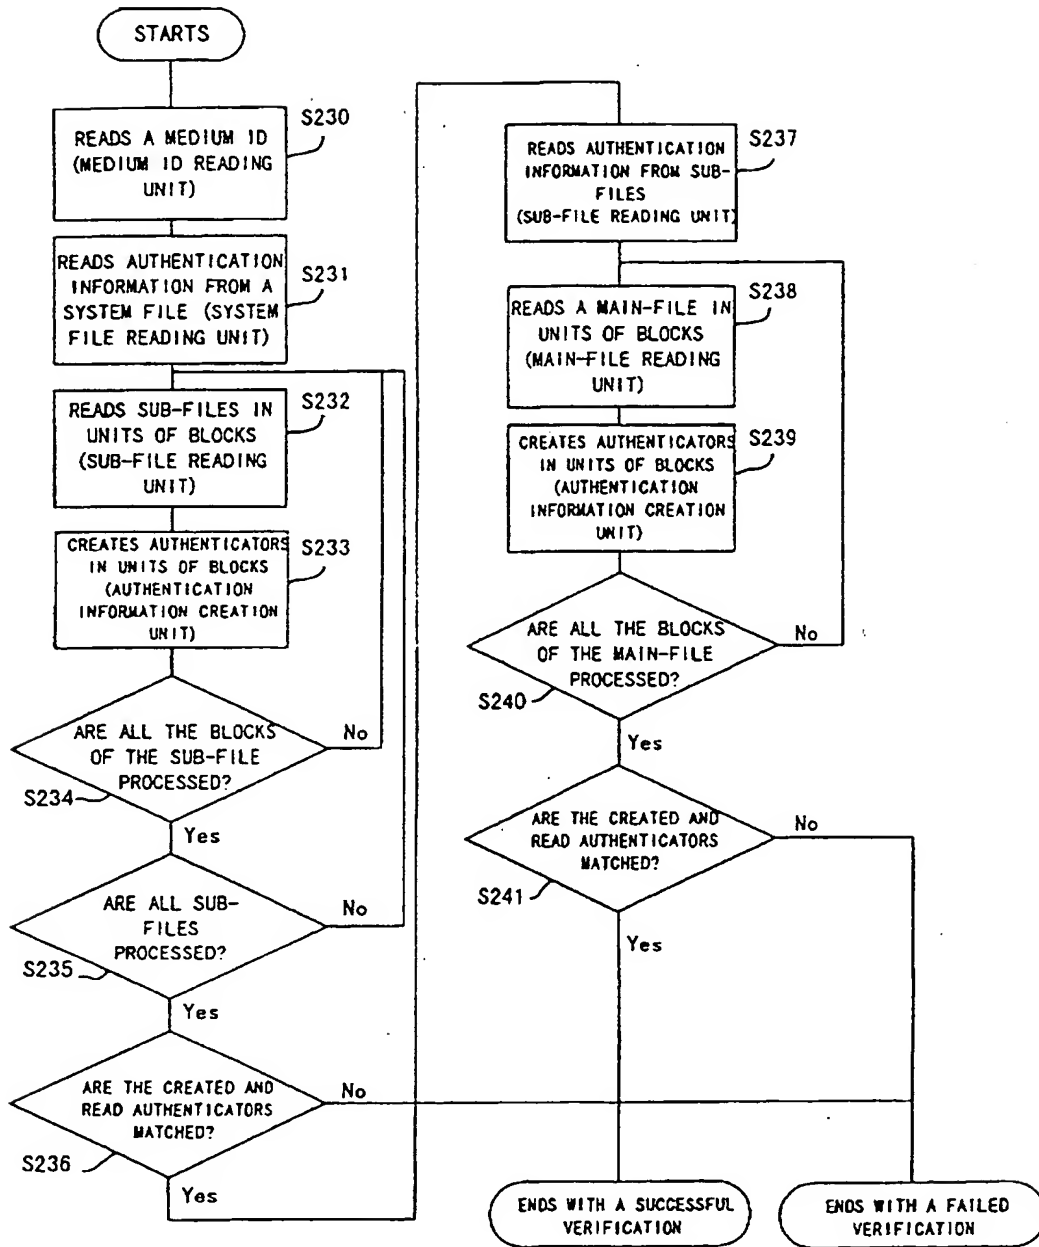 STARTS
READS A MEDIUM ID
(MEDIUM ID READING
UNIT)
S230
READS AUTHENTICATION
INFORMATION FROM A
SYSTEM FILE (SYSTEM
FILE READING UNIT)
S231
READS SUB-FILES IN
UNITS OF BLOCKS
(SUB-FILE READING
UNIT)
S232
CREATES AUTHENTICATORS
IN UNITS OF BLOCKS
(AUTHENTICATION
INFORMATION CREATION
UNIT)
S233
ARE ALL THE BLOCKS
OF THE SUB-FILE
PROCESSED?
No
S234
Yes
ARE ALL SUB-
FILES
PROCESSED?
No
S235
Yes
ARE THE CREATED AND
READ AUTHENTICATORS
MATCHED?
No
S236
Yes
READS AUTHENTICATION
INFORMATION FROM SUB-
FILES
(SUB-FILE READING UNIT)
S237
READS A MAIN-FILE IN
UNITS OF BLOCKS
(MAIN-FILE READING
UNIT)
S238
CREATES AUTHENTICATORS
IN UNITS OF BLOCKS
(AUTHENTICATION
INFORMATION CREATION
UNIT)
S239
ARE ALL THE BLOCKS
OF THE MAIN-FILE
PROCESSED?
No
S240
Yes
ARE THE CREATED AND
READ AUTHENTICATORS
MATCHED?
No
S241
Yes
ENDS WITH A SUCCESSFUL
VERIFICATION
ENDS WITH A FAILED
VERIFICATION